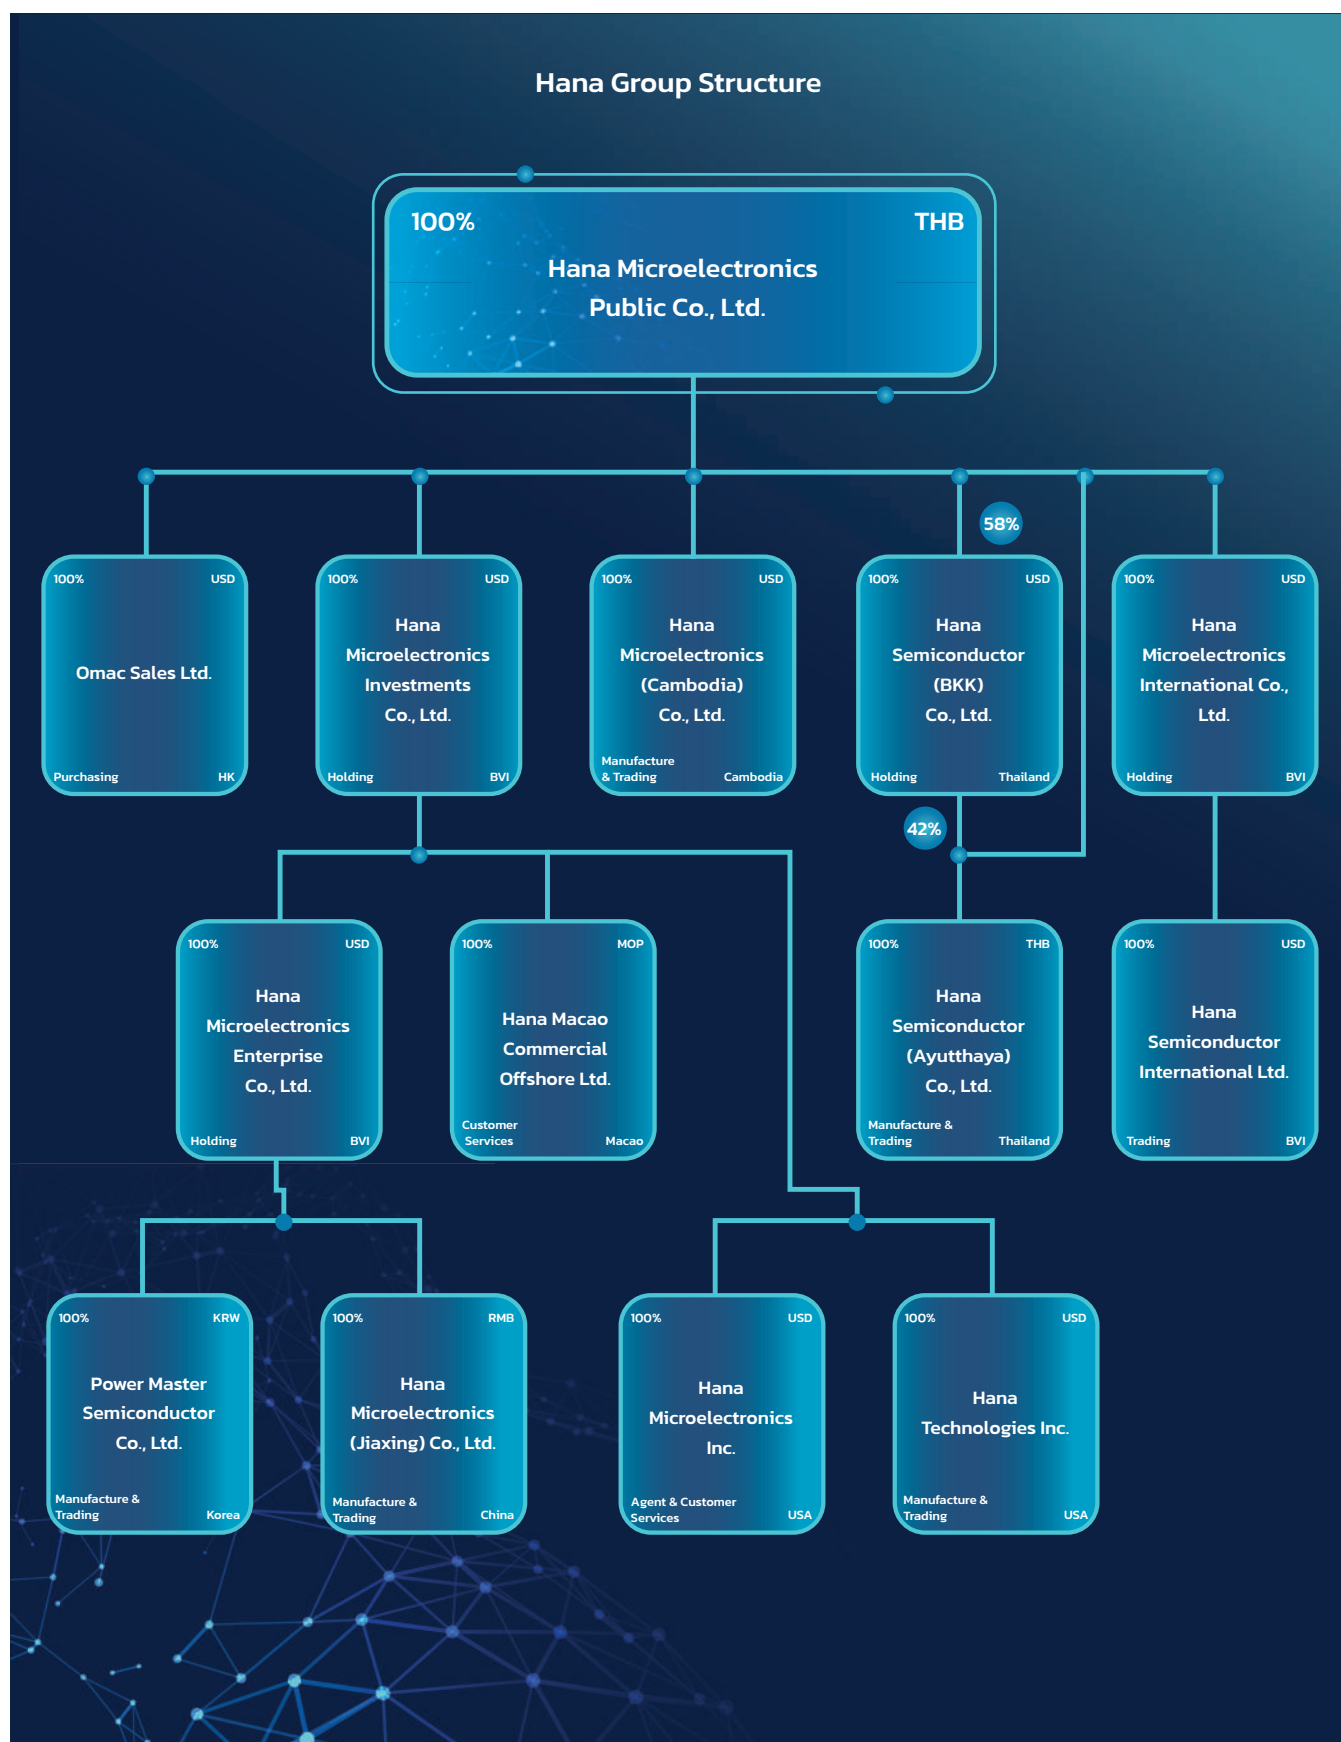 Hana Group Structure
100%
THB
Hana Microelectronics
Public Co., Ltd.
58%
100%
USD
Omac Sales Ltd.
Purchasing
HK
100%
USD
Hana
Microelectronics
Investments
Co., Ltd.
Holding
BVI
100%
USD
Hana
Microelectronics
(Cambodia)
Co., Ltd.
Manufacture
& Trading
Cambodia
100%
USD
Hana
Semiconductor
(BKK)
Co., Ltd.
Holding
Thailand
100%
USD
Hana
Microelectronics
International Co.,
Ltd.
Holding
BVI
42%
100%
USD
Hana
Microelectronics
Enterprise
Co., Ltd.
Holding
BVI
100%
MOP
Hana Macao
Commercial
Offshore Ltd.
Customer
Services
Macao
100%
THB
Hana
Semiconductor
(Ayutthaya)
Co., Ltd.
Manufacture &
Trading
Thailand
100%
USD
Hana
Semiconductor
International Ltd.
Trading
BVI
100%
KRW
Power Master
Semiconductor
Co., Ltd.
Manufacture &
Trading
Korea
100%
RMB
Hana
Microelectronics
(Jiaxing) Co., Ltd.
Manufacture &
Trading
China
100%
USD
Hana
Microelectronics
Inc.
Agent & Customer
Services
USA
100%
USD
Hana
Technologies Inc.
Manufacture &
Trading
USA